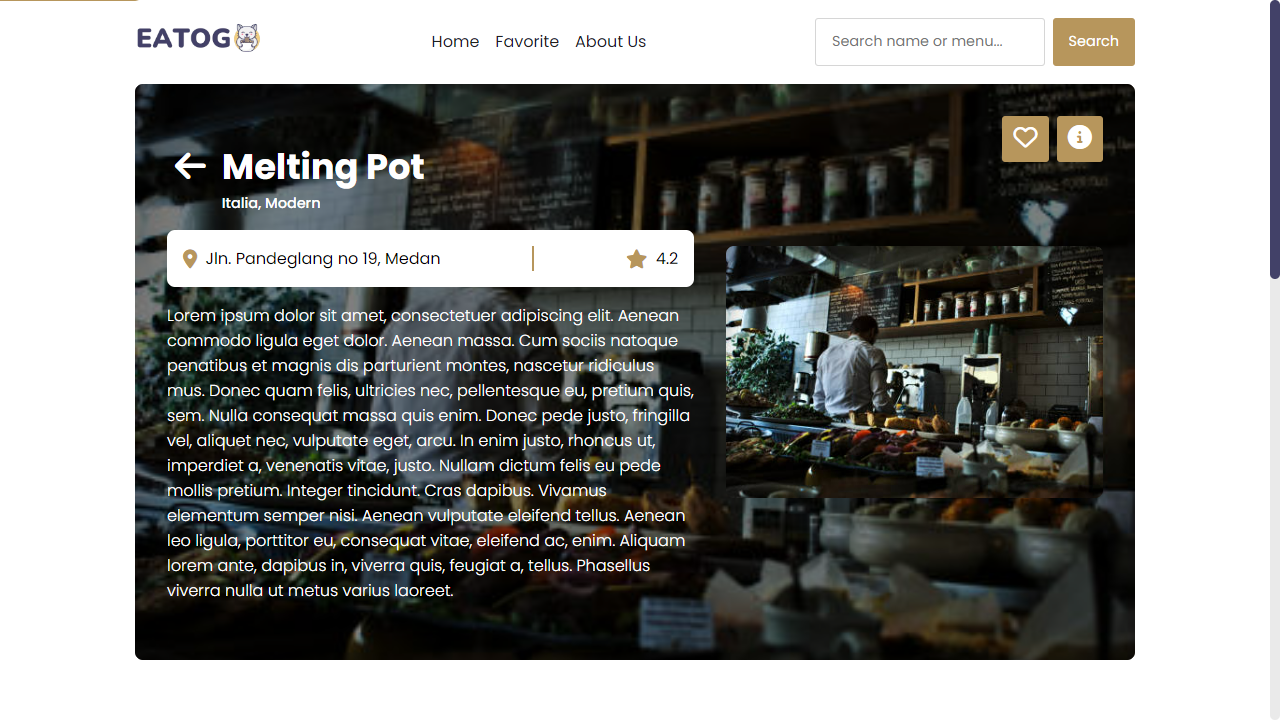 EATOG
Home Favorite About Us
Search name or menu...
Search
Melting Pot
Italia, Modern
Jln. Pandeglang no 19, Medan
4.2
Lorem ipsum dolor sit amet, consectetuer adipiscing elit. Aenean
commodo ligula eget dolor. Aenean massa. Cum sociis natoque
penatibus et magnis dis parturient montes, nascetur ridiculus
mus. Donec quam felis, ultricies nec, pellentesque eu, pretium quis,
sem. Nulla consequat massa quis enim. Donec pede justo, fringilla
vel, aliquet nec, vulputate eget, arcu. In enim justo, rhoncus ut,
imperdiet a, venenatis vitae, justo. Nullam dictum felis eu pede
mollis pretium. Integer tincidunt. Cras dapibus. Vivamus
elementum semper nisi. Aenean vulputate eleifend tellus. Aenean
leo ligula, porttitor eu, consequat vitae, eleifend ac, enim. Aliquam
lorem ante, dapibus in, viverra quis, feugiat a, tellus. Phasellus
viverra nulla ut metus varius laoreet.